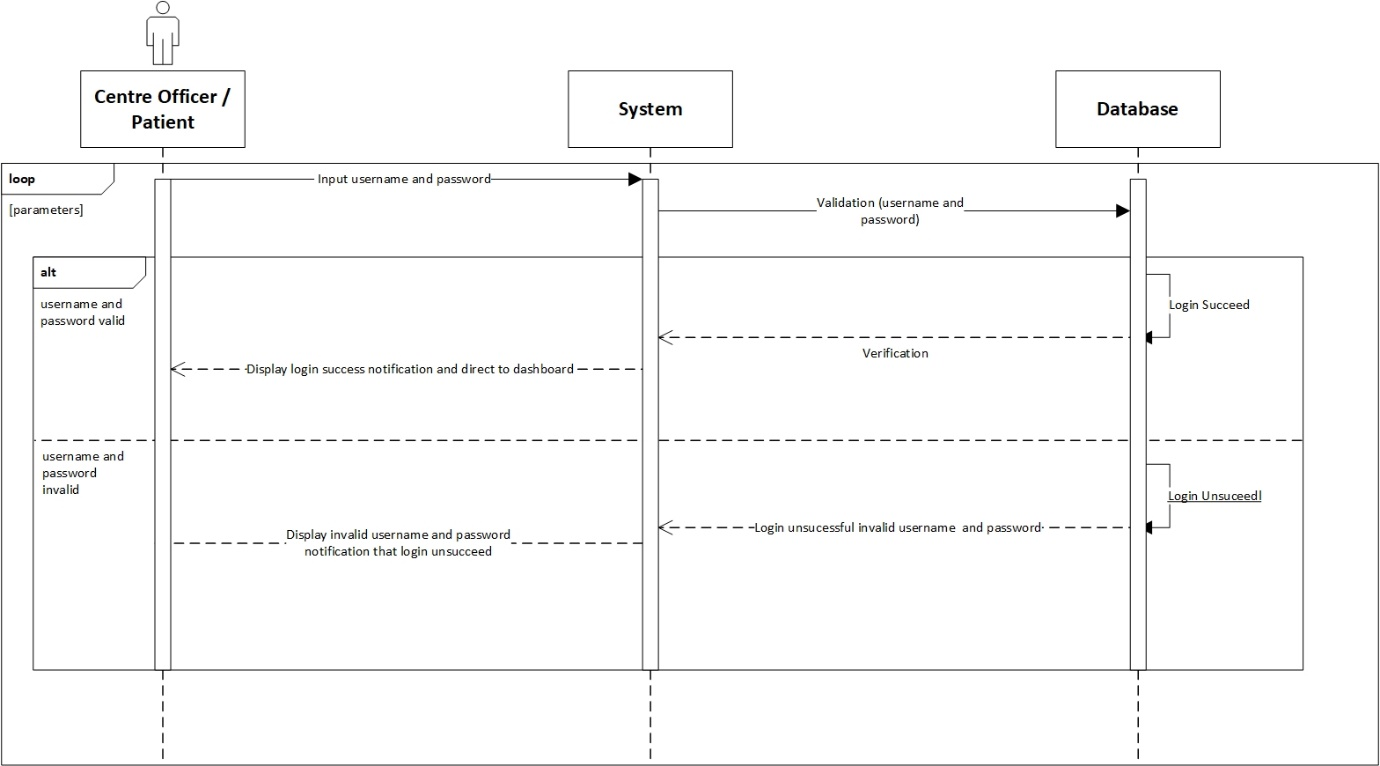 Centre Officer /
Patient
System
Database
loop
[parameters]
Input username and password
Validation (username and
password)
alt
username and
password valid
Login Succeed
Verification
Display login success notification and direct to dashboard
username and
password
invalid
Login Unsuceedl
Login unsucessful invalid username and password
Display invalid username and password
notification that login unsucceed